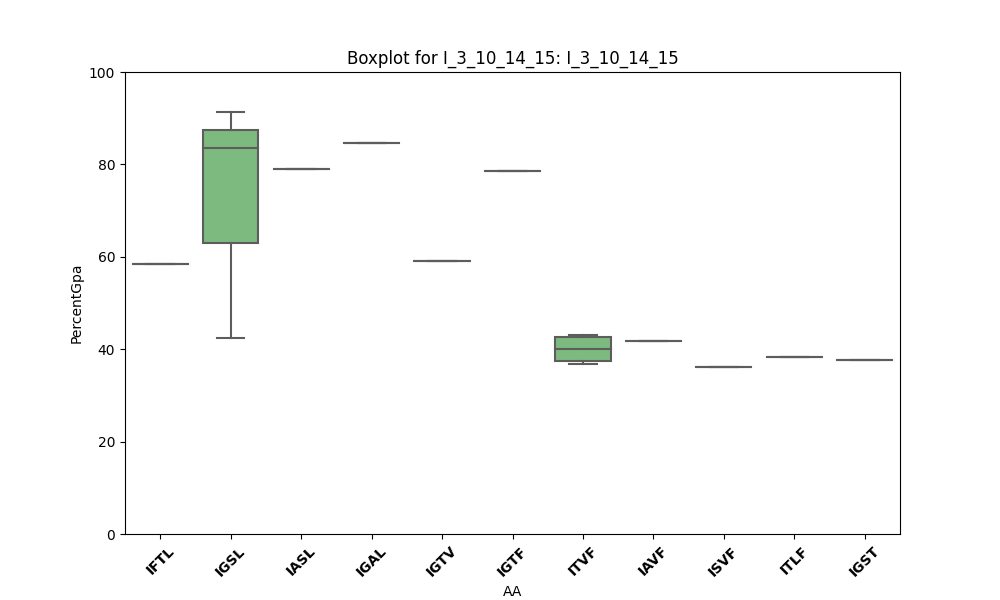 Boxplot for I_3_10_14_15: I_3_10_14_15
100
80
60
40
20
0
PercentGpa
IFTL
IGSL
IASL
IGAL
IGTV
IGTF
ITVF
IAVF
ISVF
ITLF
IGST
AA